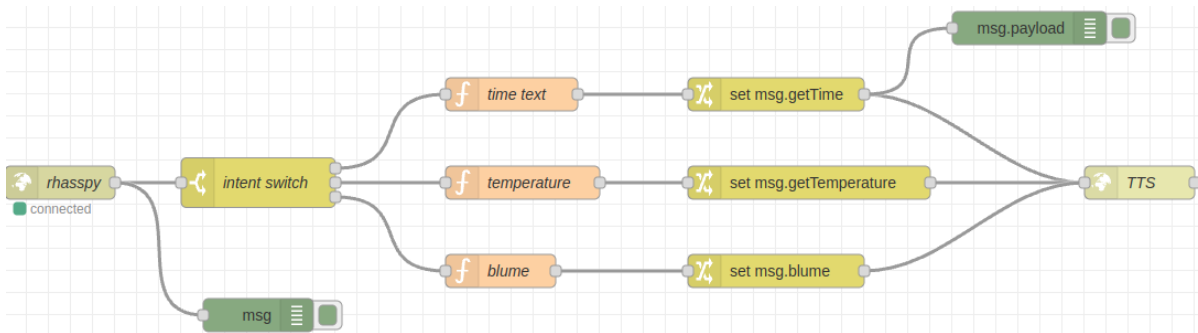 msg.payload
time text
set msg.getTime
rhasspy
connected
intent switch
temperature
set msg.getTemperature
TTS
blume
set msg.blume
msg